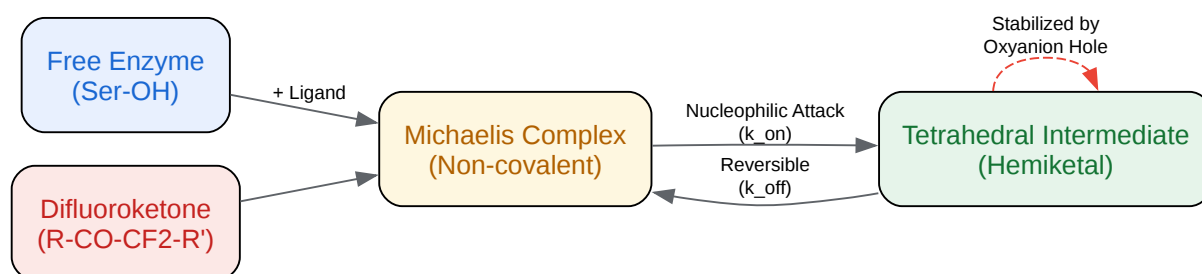 Free Enzyme
(Ser-OH)
+ Ligand
Difluoroketone
(R-CO-CF2-R')
Michaelis Complex
(Non-covalent)
Nucleophilic Attack
(k_on)
Reversible
(k_off)
Stabilized by
Oxyanion Hole
Tetrahedral Intermediate
(Hemiketal)